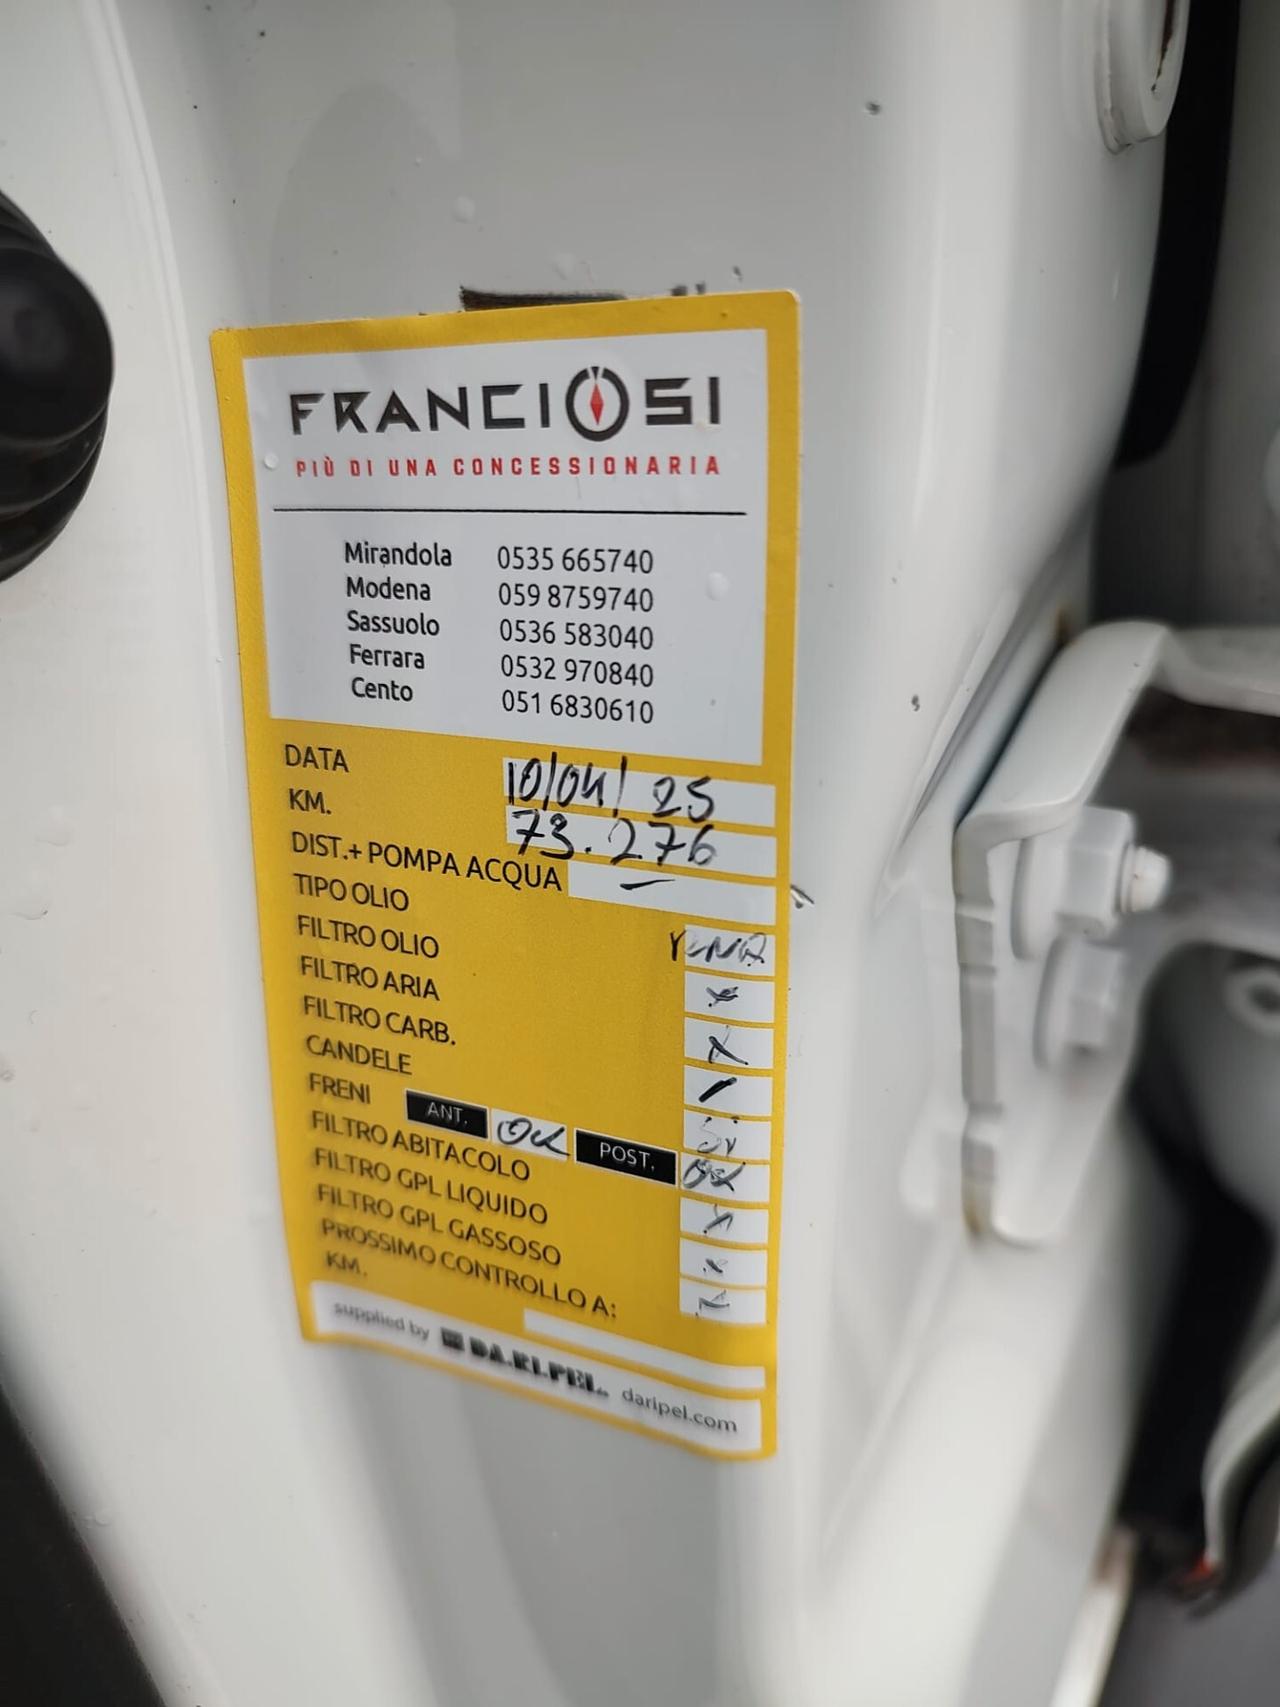 FRANCIOSI
PIÙ DI UNA CONCESSIONARIA
Mirandola 0535 665740
Modena 059 8759740
Sassuolo 0536 583040
Ferrara 0532 970840
Cento 051 6830610
DATA 10/04/25
KM. 73.276
DIST.+ POMPA ACQUA –
TIPO OLIO
FILTRO OLIO x
FILTRO ARIA x
FILTRO CARB. /
CANDELE Si
FRENI ANT. OK POST. OK
FILTRO ABITACOLO x
FILTRO GPL LIQUIDO x
FILTRO GPL GASSOSO x
PROSSIMO CONTROLLO A:
KM.
supplied by DA.RI.PEL. daripel.com